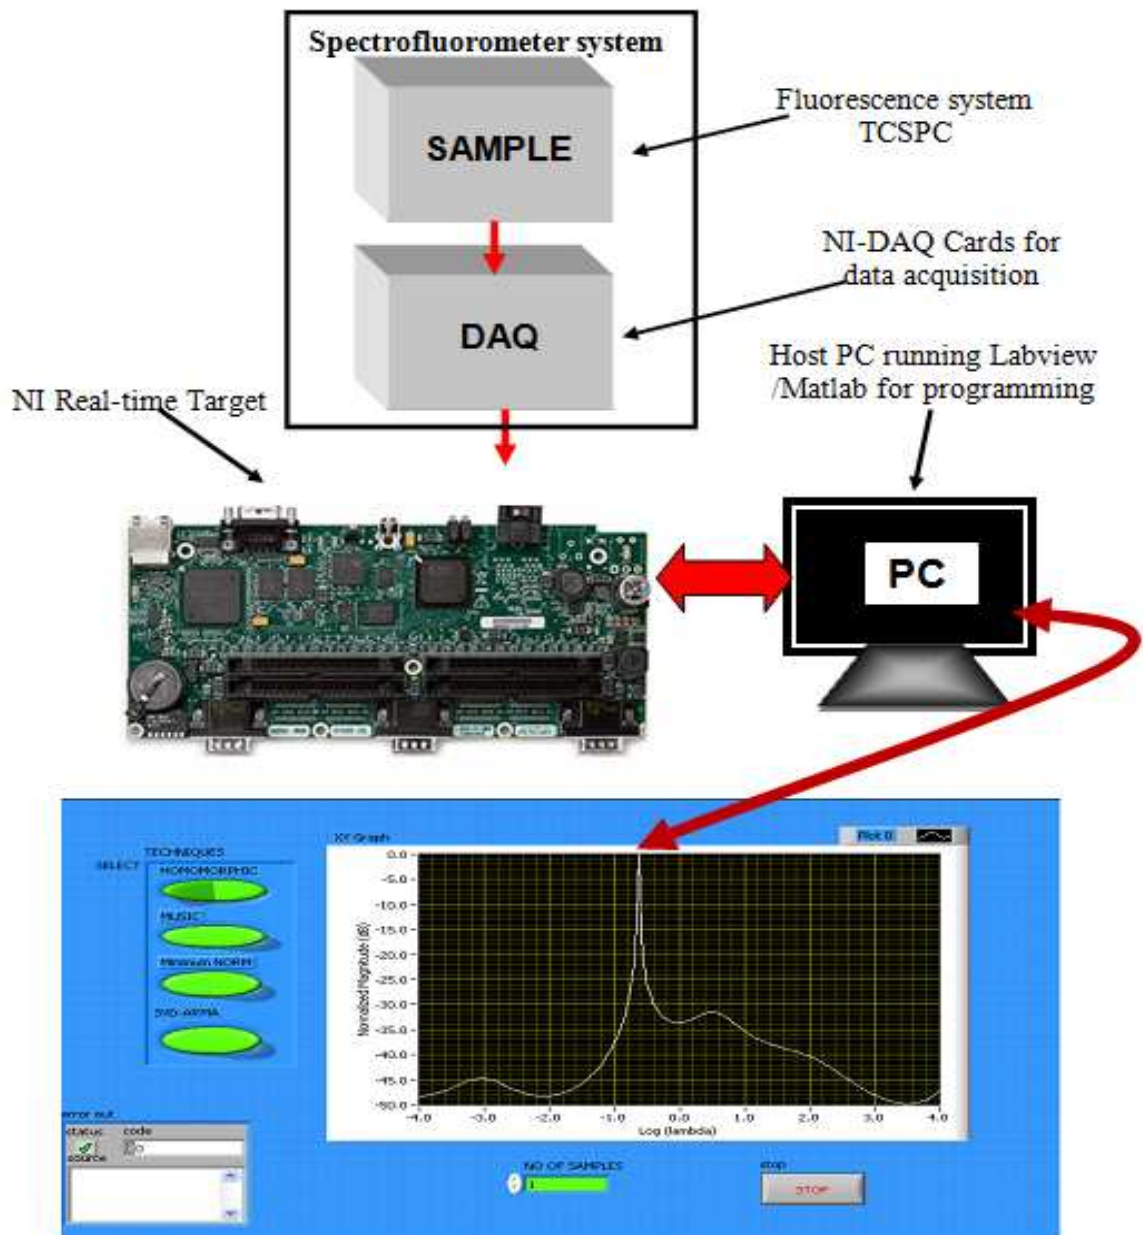 Spectrofluorometer system
SAMPLE
Fluorescence system
TCSPC
NI-DAQ Cards for
data acquisition
DAQ
Host PC running Labview
/Matlab for programming
NI Real-time Target
PC
TECHNIQUES
SELECT
HOMOMORPHIC
MUSIC
Minimum NORM
SVD-ARMA
XY Graph
Plot 0
Normalized Magnitude (dB)
0.0
-5.0
-10.0
-15.0
-20.0
-25.0
-30.0
-35.0
-40.0
-45.0
-50.0
-4.0 -3.0 -2.0 -1.0 0.0 1.0 2.0 3.0 4.0
Log (lambda)
error out
status code
0
source
NO OF SAMPLES
1
stop
STOP